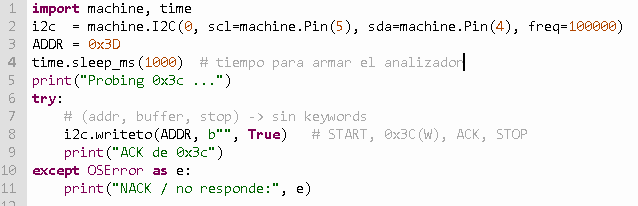 1 import machine, time
2 i2c  = machine.I2C(0, scl=machine.Pin(5), sda=machine.Pin(4), freq=100000)
3 ADDR = 0x3D
4 time.sleep_ms(1000)  # tiempo para armar el analizador
5 print("Probing 0x3c ...")
6 try:
7     # (addr, buffer, stop) -> sin keywords
8     i2c.writeto(ADDR, b"", True)   # START, 0x3C(W), ACK, STOP
9     print("ACK de 0x3c")
10 except OSError as e:
11     print("NACK / no responde:", e)